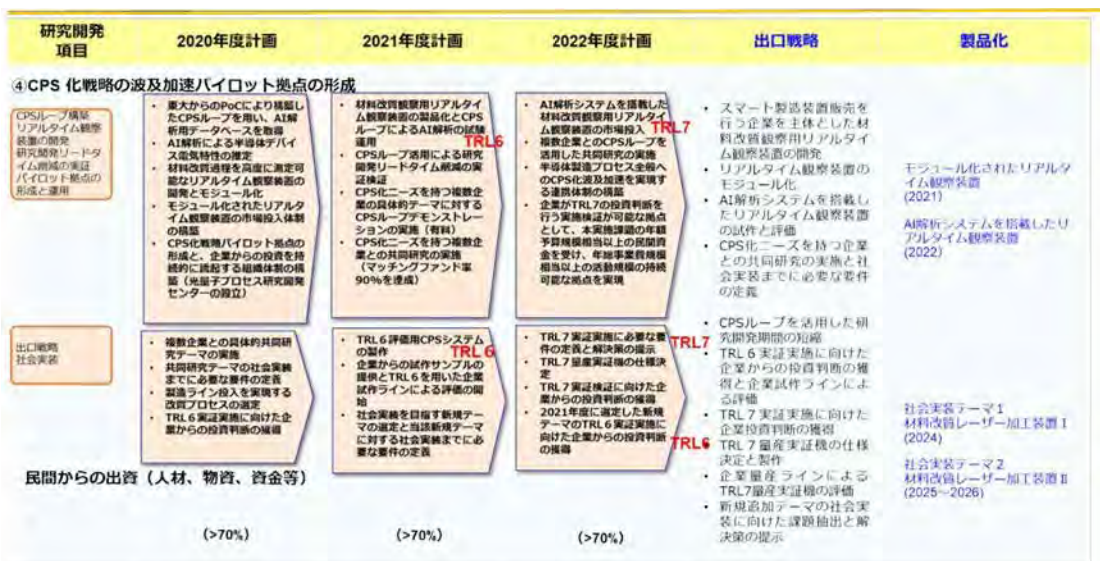 研究開発
項目
2020年度計画
2021年度計画
2022年度計画
出口戦略
製品化
④CPS 化戦略の波及加速パイロット拠点の形成
CPSループ構築
リアルタイム観察
装置の開発
研究開発リードタ
イム削減の実証
パイロット拠点の
形成と運用
• 東大からのPoCにより構築し
たCPSループを用い、AI解
析用データベースを取得
• AI解析による半導体デバイ
ス電気特性の推定
• 材料改質過程を高度に測定可
能なリアルタイム観察装置の
開発とモジュール化
• モジュール化されたリアルタ
イム観察装置の市場投入体制
の構築
• CPS化戦略パイロット拠点の
形成と、企業からの投資を持
続的に喚起する組織体制の構
築（光量子プロセス研究開発
センターの設立）
• 材料改質観察用リアルタイ
ム観察装置の製品化とCPS
ループによるAI解析の試験
運用
TRL6
• CPSループ活用による研究
開発リードタイム削減の実
証検証
• CPS化ニーズを持つ複数企
業の具体的テーマに対する
CPSループデモンストレー
ションの実施（有料）
• CPS化ニーズを持つ複数企
業との共同研究の実施
（マッチングファンド率
90%を達成）
• AI解析システムを搭載した
材料改質観察用リアルタイ
ム観察装置の市場投入
TRL7
• 複数企業とのCPSループを
活用した共同研究の実施
• 半導体製造プロセス全般へ
のCPS化波及加速を実現す
る連携体制の構築
• 企業がTRL7の投資判断を
行う実施検証が可能な拠点
として、本実施課題の年額
予算規模相当以上の民間資
金を受け、年総事業費規模
相当以上の活動規模の持続
可能な拠点を実現
• スマート製造装置販売を
行う企業を主体とした材
料改質観察用リアルタイ
ム観察装置の開発
• リアルタイム観察装置の
モジュール化
• AI解析システムを搭載し
たリアルタイム観察装置
の試作と評価
• CPS化ニーズを持つ企業
との共同研究の実施と社
会実装までに必要な要件
の定義
モジュール化されたリアルタ
イム観察装置
(2021)
AI解析システムを搭載したリ
アルタイム観察装置
(2022)
出口戦略
社会実装
• 複数企業との具体的共同研
究テーマの実施
• 共同研究テーマの社会実装
までに必要な要件の定義
• 製造ライン投入を実現する
改質プロセスの選定
• TRL６実証実施に向けた企
業からの投資判断の獲得
• TRL６評価用CPSシステム
の製作
TRL６
• 企業からの試作サンプルの
提供とTRL６を用いた企業
試作ラインによる評価の開
始
• 社会実装を目指す新規テー
マの選定と当該新規テーマ
に対する社会実装までに必
要な要件の定義
• TRL７実証実施に必要な要
件の定義と解決策の提示
TRL7
• TRL７量産実証機の仕様決
定
• TRL７実証検証に向けた企
業からの投資判断の獲得
• 2021年度に選定した新規
テーマのTRL６実証実施に
向けた企業からの投資判断
の獲得
TRL6
• CPSループを活用した研
究開発期間の短縮
• TRL６実証実施に向けた
企業からの投資判断の獲
得と企業試作ラインによ
る評価
• TRL７実証実施に向けた
企業投資判断の獲得
• TRL７量産実証機の仕様
決定と製作
• 企業量産ラインによる
TRL7量産実証機の評価
• 新規追加テーマの社会実
装に向けた課題抽出と解
決策の提示
社会実装テーマ１
材料改質レーザー加工装置Ⅰ
(2024)
社会実装テーマ２
材料改質レーザー加工装置Ⅱ
(2025～2026)
民間からの出資（人材、物資、資金等）
（>70%）
（>70%）
（>70%）